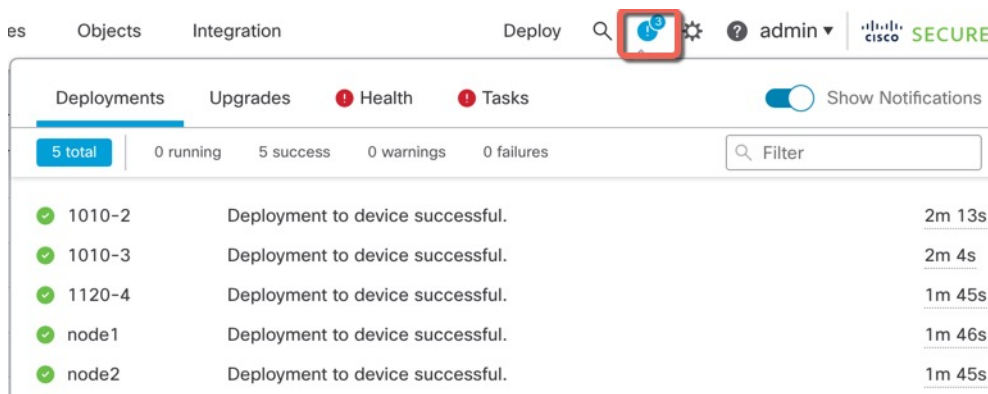 es Objects Integration Deploy 3 admin cisco SECURE
Deployments Upgrades Health Tasks Show Notifications
5 total 0 running 5 success 0 warnings 0 failures Filter
1010-2 Deployment to device successful. 2m 13s
1010-3 Deployment to device successful. 2m 4s
1120-4 Deployment to device successful. 1m 45s
node1 Deployment to device successful. 1m 46s
node2 Deployment to device successful. 1m 45s